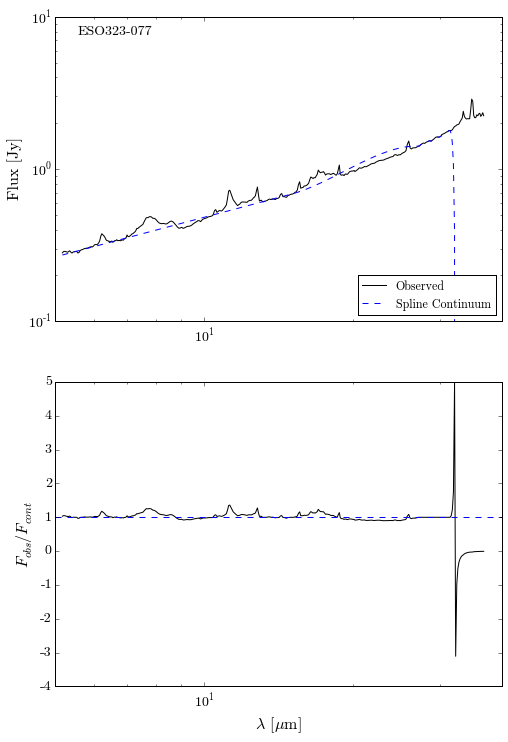 ESO323-077
10^1
10^0
10^-1
Flux [Jy]
Observed
Spline Continuum
10^1
5
4
3
2
1
0
-1
-2
-3
-4
F_obs/F_cont
10^1
λ [μm]